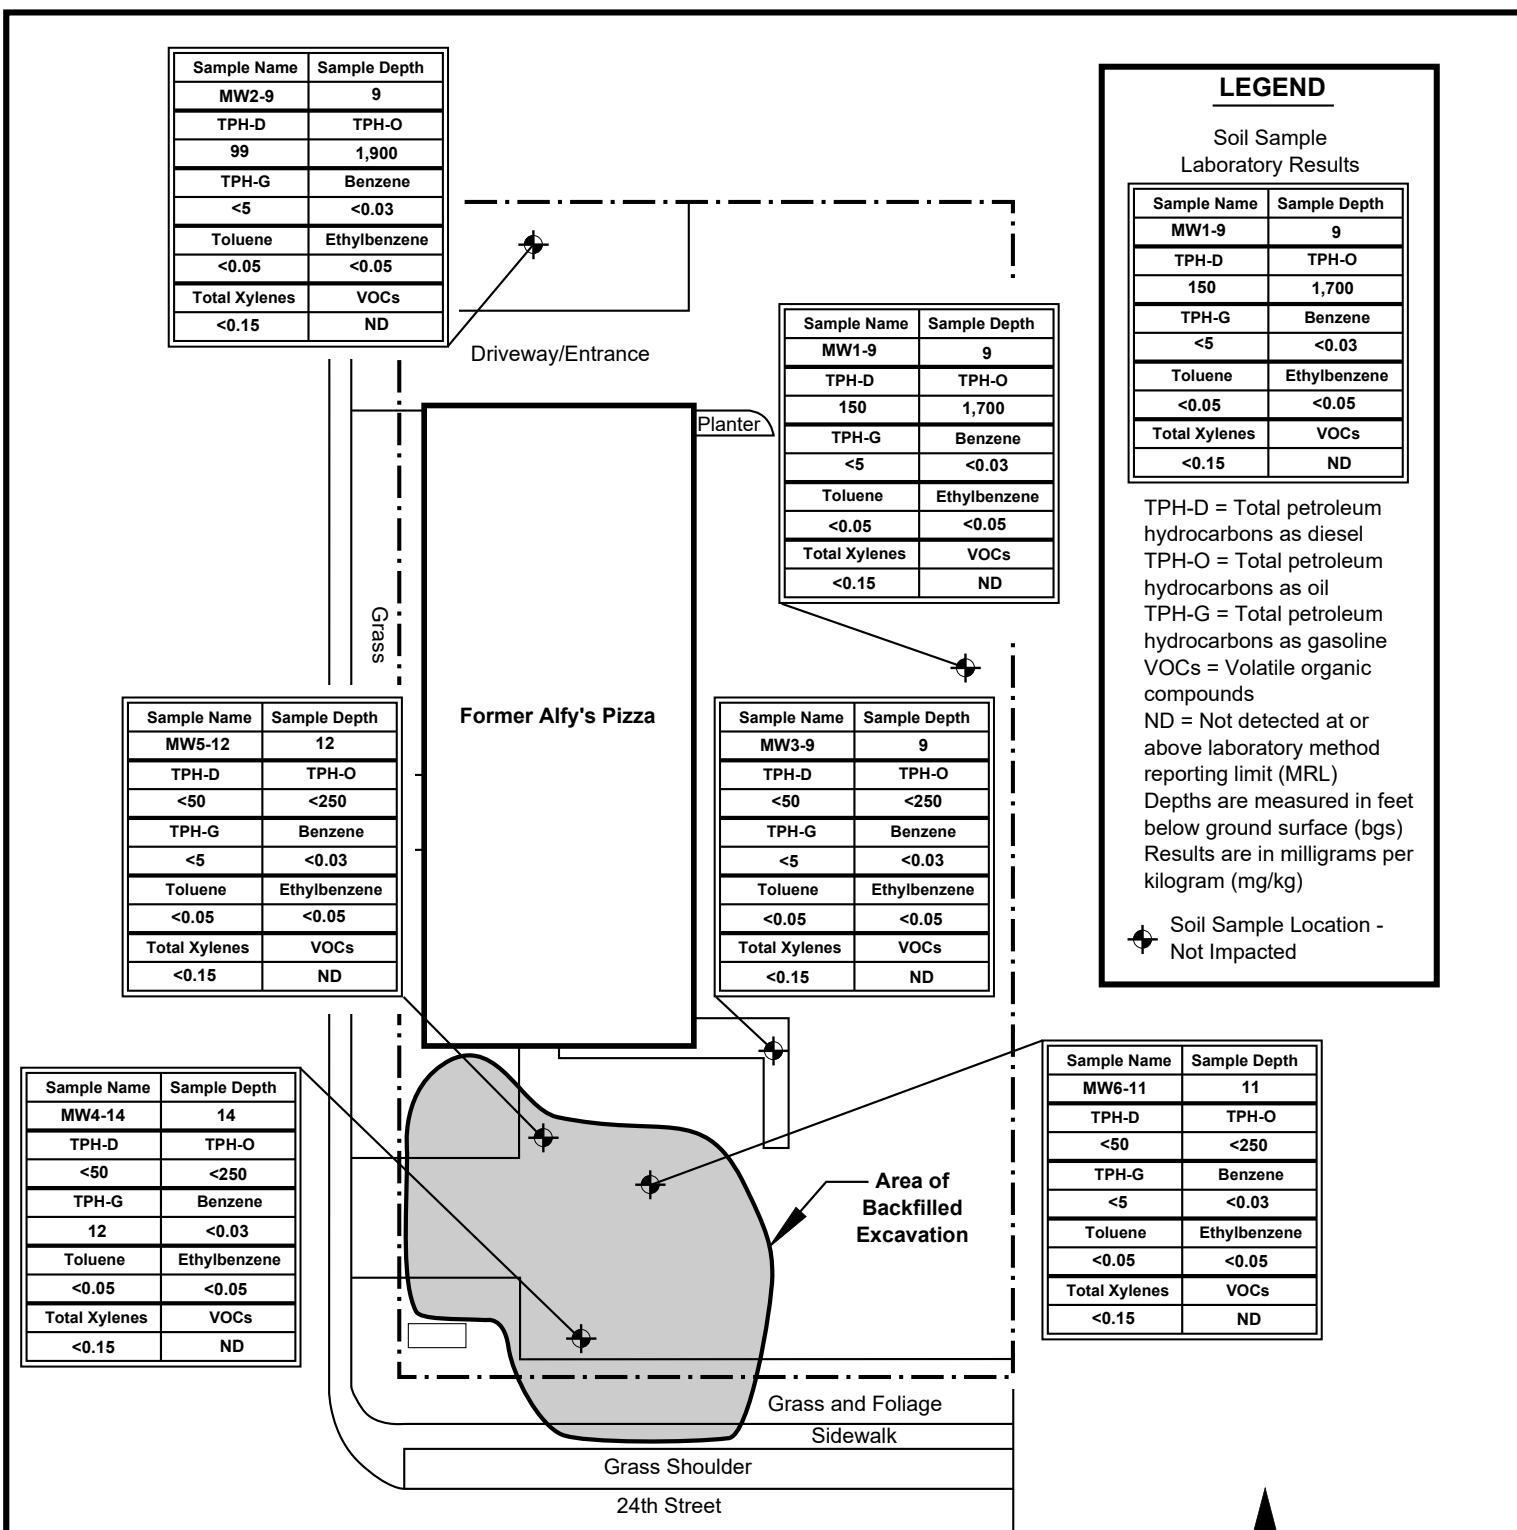 Sample Name Sample Depth
MW2-9 9
TPH-D TPH-O
99 1,900
TPH-G Benzene
<5 <0.03
Toluene Ethylbenzene
<0.05 <0.05
Total Xylenes VOCs
<0.15 ND
Driveway/Entrance
Planter
Sample Name Sample Depth
MW1-9 9
TPH-D TPH-O
150 1,700
TPH-G Benzene
<5 <0.03
Toluene Ethylbenzene
<0.05 <0.05
Total Xylenes VOCs
<0.15 ND
Grass
Former Alfy's Pizza
Sample Name Sample Depth
MW5-12 12
TPH-D TPH-O
<50 <250
TPH-G Benzene
<5 <0.03
Toluene Ethylbenzene
<0.05 <0.05
Total Xylenes VOCs
<0.15 ND
Sample Name Sample Depth
MW3-9 9
TPH-D TPH-O
<50 <250
TPH-G Benzene
<5 <0.03
Toluene Ethylbenzene
<0.05 <0.05
Total Xylenes VOCs
<0.15 ND
Sample Name Sample Depth
MW4-14 14
TPH-D TPH-O
<50 <250
TPH-G Benzene
12 <0.03
Toluene Ethylbenzene
<0.05 <0.05
Total Xylenes VOCs
<0.15 ND
Area of
Backfilled
Excavation
Sample Name Sample Depth
MW6-11 11
TPH-D TPH-O
<50 <250
TPH-G Benzene
<5 <0.03
Toluene Ethylbenzene
<0.05 <0.05
Total Xylenes VOCs
<0.15 ND
Grass and Foliage
Sidewalk
Grass Shoulder
24th Street
LEGEND
Soil Sample
Laboratory Results
Sample Name Sample Depth
MW1-9 9
TPH-D TPH-O
150 1,700
TPH-G Benzene
<5 <0.03
Toluene Ethylbenzene
<0.05 <0.05
Total Xylenes VOCs
<0.15 ND
TPH-D = Total petroleum
hydrocarbons as diesel
TPH-O = Total petroleum
hydrocarbons as oil
TPH-G = Total petroleum
hydrocarbons as gasoline
VOCs = Volatile organic
compounds
ND = Not detected at or
above laboratory method
reporting limit (MRL)
Depths are measured in feet
below ground surface (bgs)
Results are in milligrams per
kilogram (mg/kg)
Soil Sample Location -
Not Impacted